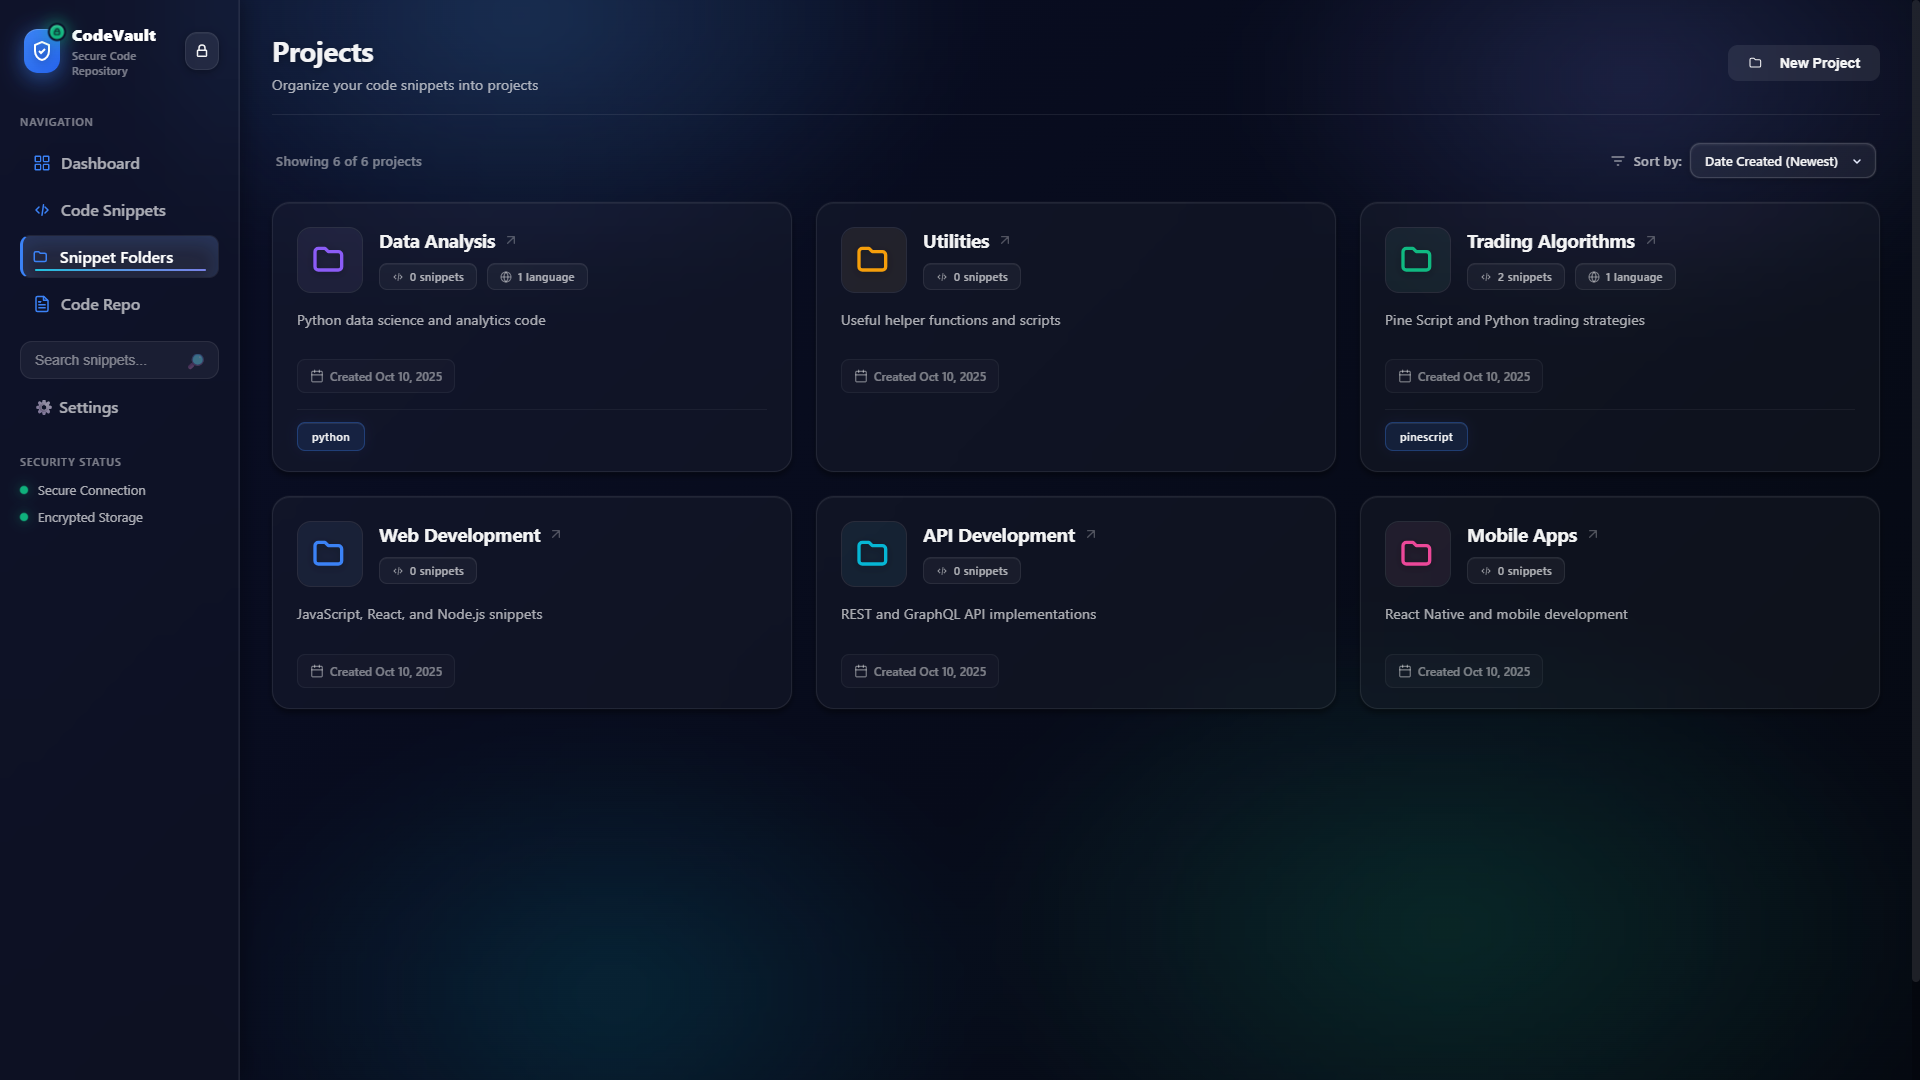 CodeVault
Secure Code
Repository
NAVIGATION
Dashboard
Code Snippets
Snippet Folders
Code Repo
Search snippets...
Settings
SECURITY STATUS
Secure Connection
Encrypted Storage
Projects
Organize your code snippets into projects
New Project
Showing 6 of 6 projects
Sort by: Date Created (Newest)
Data Analysis
0 snippets 1 language
Python data science and analytics code
Created Oct 10, 2025
python
Utilities
0 snippets
Useful helper functions and scripts
Created Oct 10, 2025
Trading Algorithms
2 snippets 1 language
Pine Script and Python trading strategies
Created Oct 10, 2025
pinescript
Web Development
0 snippets
JavaScript, React, and Node.js snippets
Created Oct 10, 2025
API Development
0 snippets
REST and GraphQL API implementations
Created Oct 10, 2025
Mobile Apps
0 snippets
React Native and mobile development
Created Oct 10, 2025